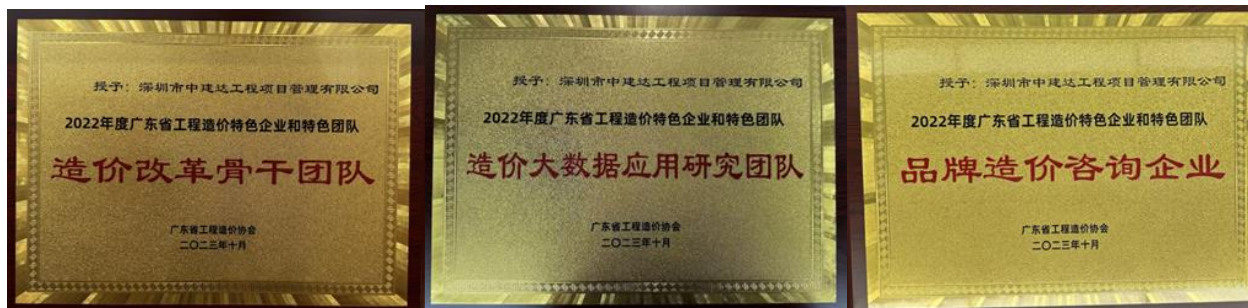 授予：深圳市中建达工程项目管理有限公司
2022年度广东省工程造价特色企业和特色团队
造价改革骨干团队
广东省工程造价协会
二〇二三年十月
授予：深圳市中建达工程项目管理有限公司
2022年度广东省工程造价特色企业和特色团队
造价大数据应用研究团队
广东省工程造价协会
二〇二三年十月
授予：深圳市中建达工程项目管理有限公司
2022年度广东省工程造价特色企业和特色团队
品牌造价咨询企业
广东省工程造价协会
二〇二三年十月